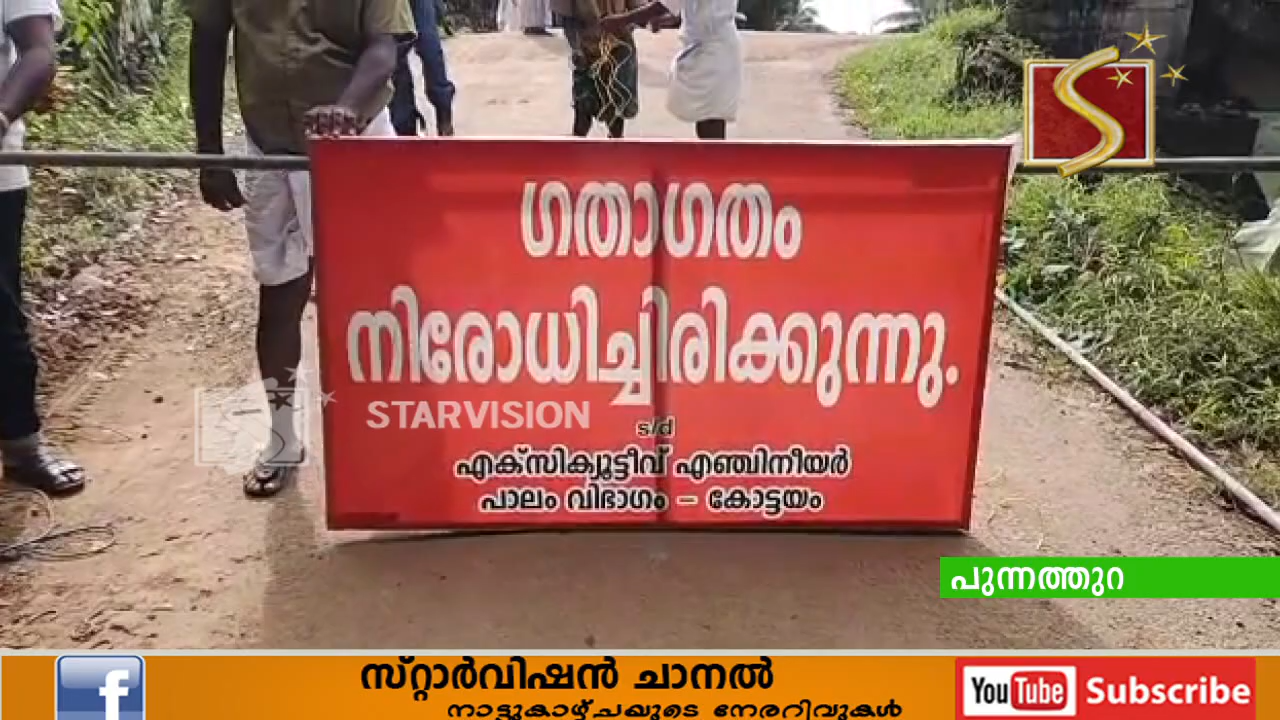 ഗതാഗതം
നിരോധിച്ചിരിക്കുന്നു.
STARVISION
s/d
എക്സിക്യൂട്ടീവ് എഞ്ചിനീയർ
പാലം വിഭാഗം - കോട്ടയം
പുന്നത്തുറ
സ്റ്റാർവിഷൻ ചാനൽ
നാട്ടുകാഴ്ചയുടെ നേരറിവുകൾ
YouTube Subscribe